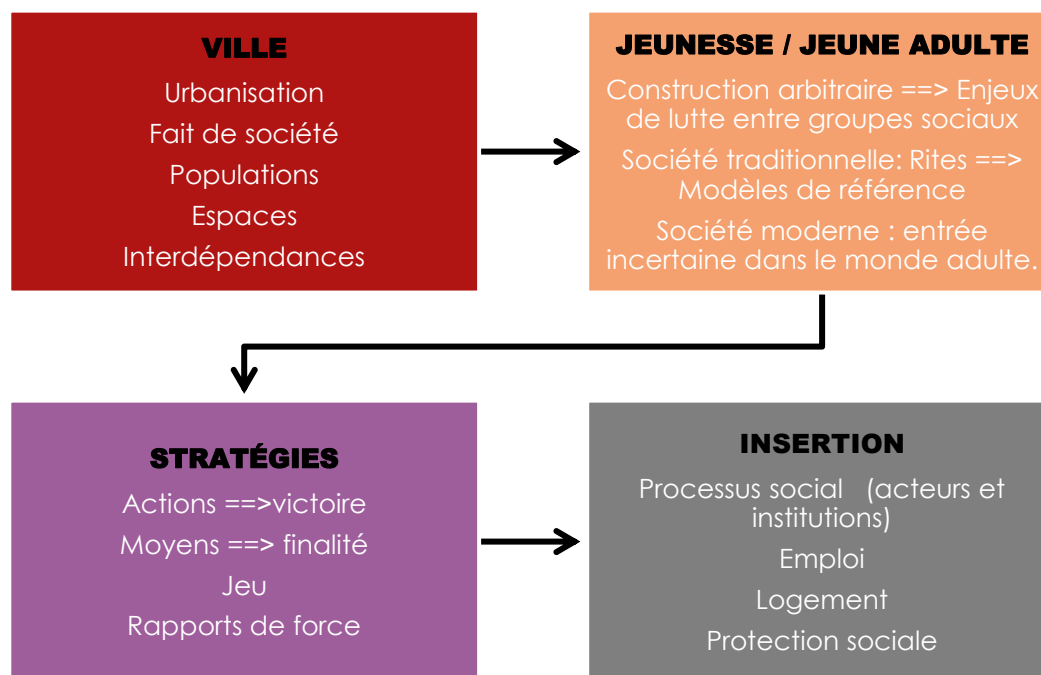 VILLE
Urbanisation
Fait de société
Populations
Espaces
Interdépendances
JEUNESSE / JEUNE ADULTE
Construction arbitraire ==> Enjeux
de lutte entre groupes sociaux
Société traditionnelle: Rites ==>
Modèles de référence
Société moderne : entrée
incertaine dans le monde adulte.
STRATÉGIES
Actions ==>victoire
Moyens ==> finalité
Jeu
Rapports de force
INSERTION
Processus social (acteurs et
institutions)
Emploi
Logement
Protection sociale